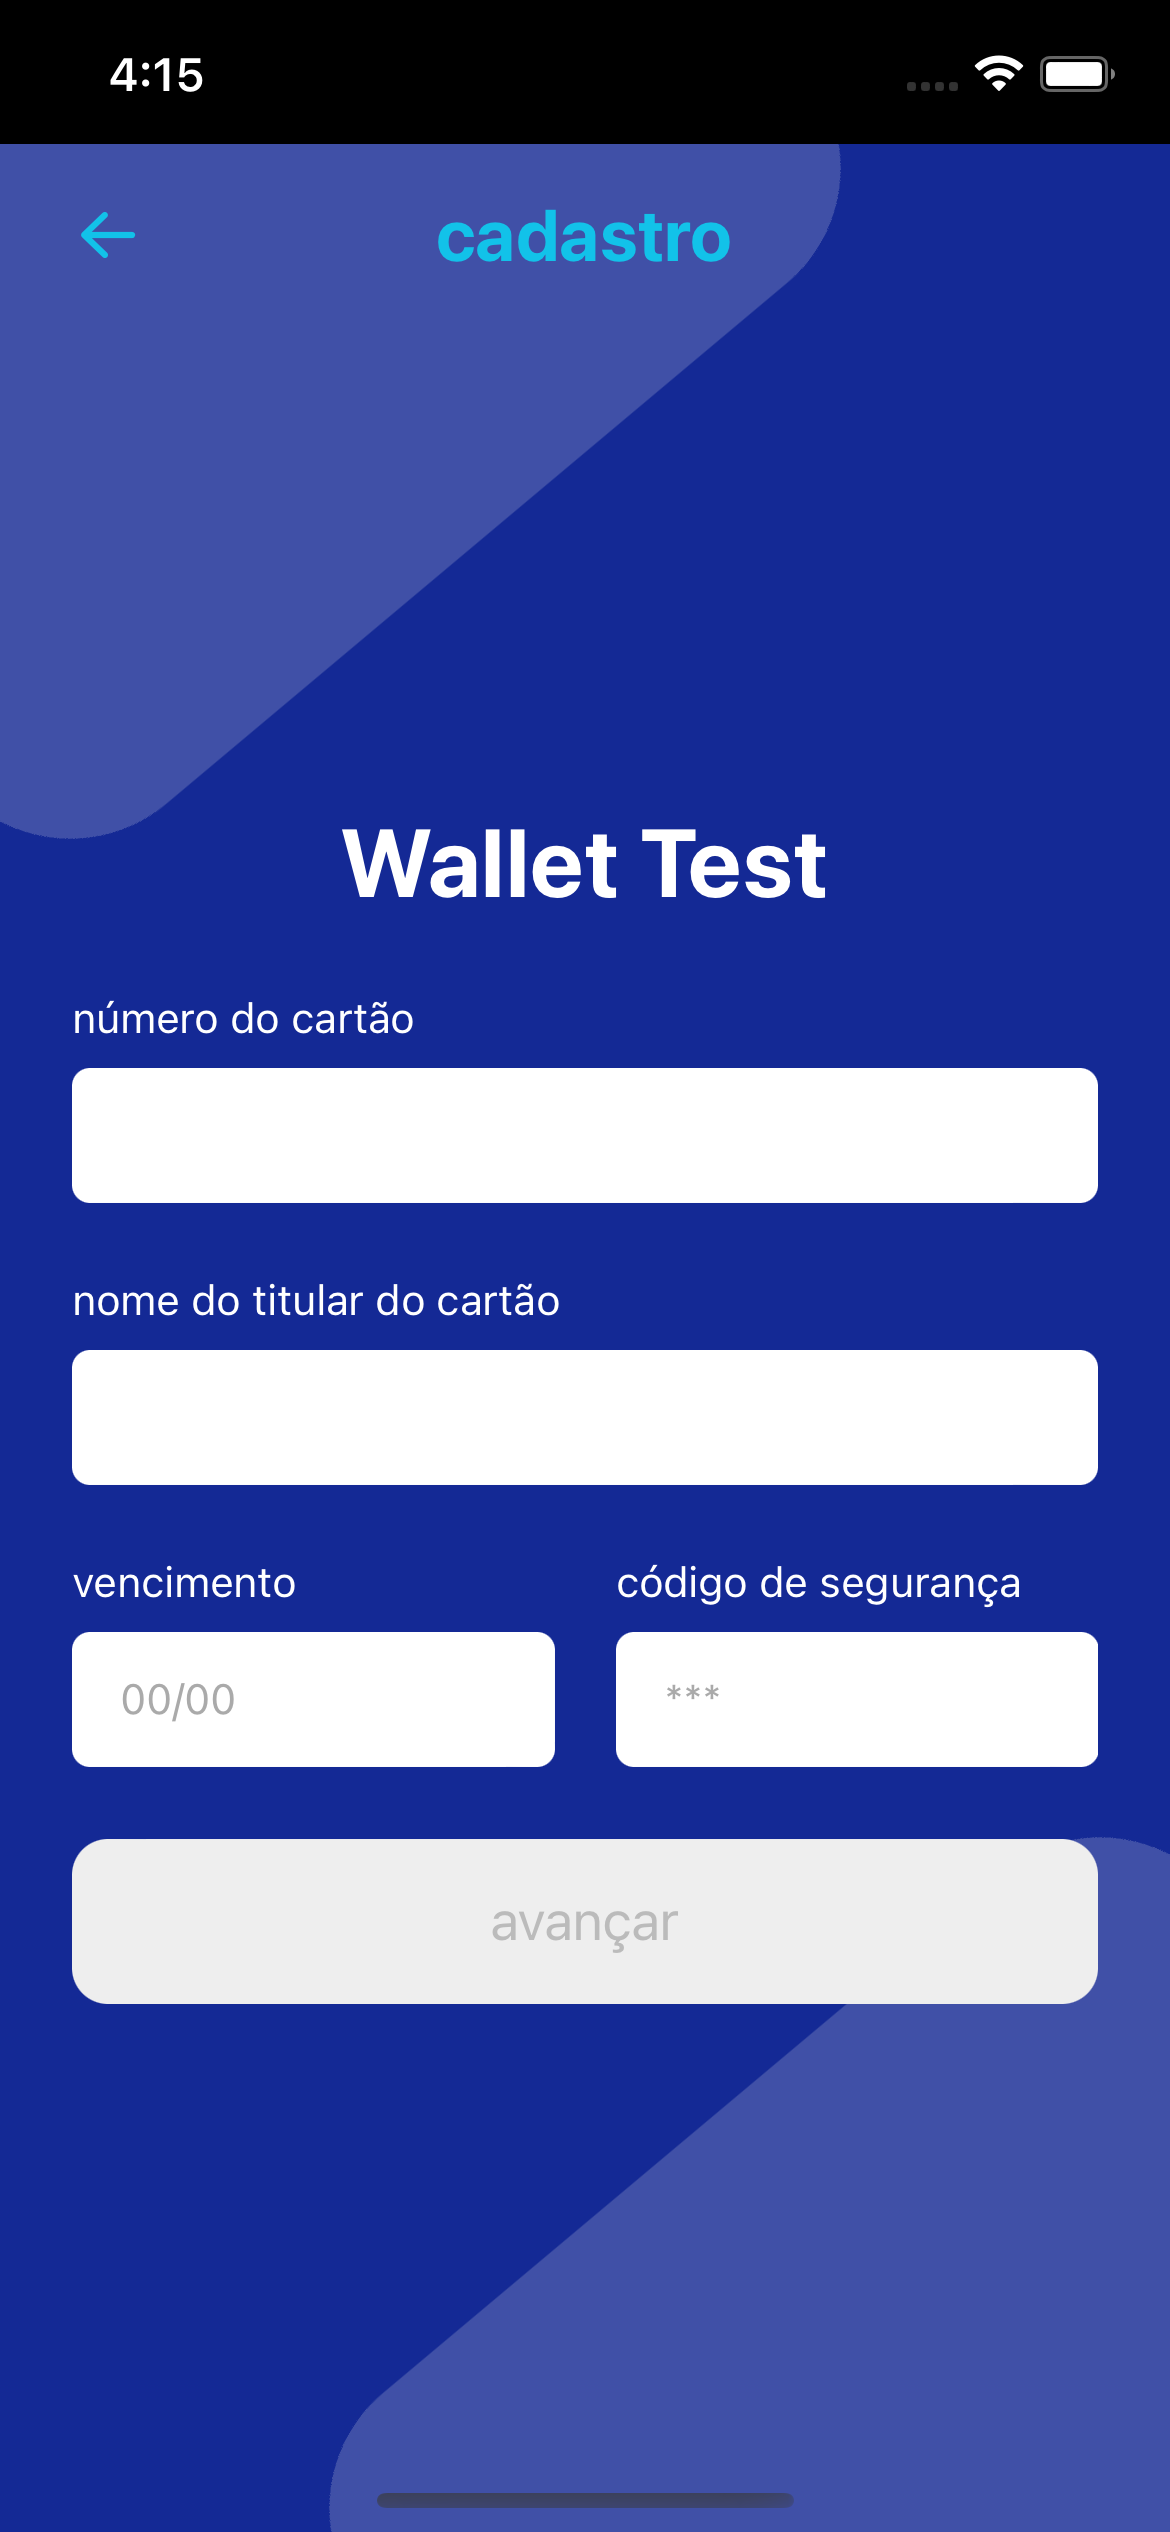 4:15
cadastro
Wallet Test
número do cartão
nome do titular do cartão
vencimento
código de segurança
00/00
***
avançar